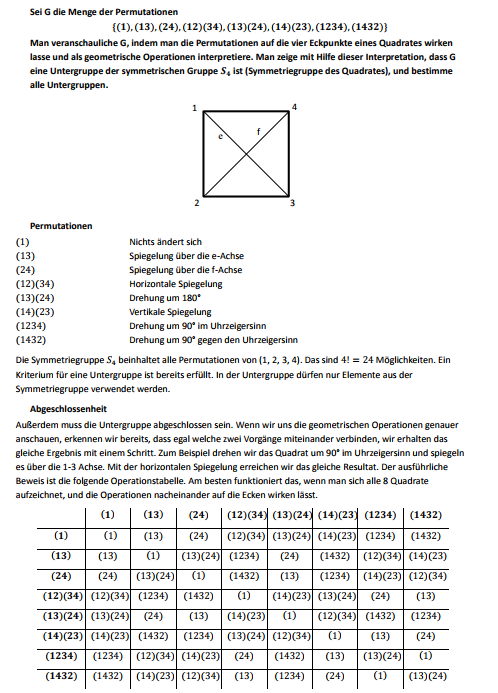 Sei G die Menge der Permutationen
{(1), (13), (24), (12)(34), (13)(24), (14)(23), (1234), (1432)}
Man veranschauliche G, indem man die Permutationen auf die vier Eckpunkte eines Quadrates wirken
lasse und als geometrische Operationen interpretiere. Man zeige mit Hilfe dieser Interpretation, dass G
eine Untergruppe der symmetrischen Gruppe S₄ ist (Symmetriegruppe des Quadrates), und bestimme
alle Untergruppen.
1 4
e f
2 3
Permutationen
(1) Nichts ändert sich
(13) Spiegelung über die e-Achse
(24) Spiegelung über die f-Achse
(12)(34) Horizontale Spiegelung
(13)(24) Drehung um 180°
(14)(23) Vertikale Spiegelung
(1234) Drehung um 90° im Uhrzeigersinn
(1432) Drehung um 90° gegen den Uhrzeigersinn
Die Symmetriegruppe S₄ beinhaltet alle Permutationen von (1, 2, 3, 4). Das sind 4! = 24 Möglichkeiten. Ein
Kriterium für eine Untergruppe ist bereits erfüllt. In der Untergruppe dürfen nur Elemente aus der
Symmetriegruppe verwendet werden.
Abgeschlossenheit
Außerdem muss die Untergruppe abgeschlossen sein. Wenn wir uns die geometrischen Operationen genauer
anschauen, erkennen wir bereits, dass egal welche zwei Vorgänge miteinander verbinden, wir erhalten das
gleiche Ergebnis mit einem Schritt. Zum Beispiel drehen wir das Quadrat um 90° im Uhrzeigersinn und spiegeln
es über die 1-3 Achse. Mit der horizontalen Spiegelung erreichen wir das gleiche Resultat. Der ausführliche
Beweis ist die folgende Operationstabelle. Am besten funktioniert das, wenn man sich alle 8 Quadrate
aufzeichnet, und die Operationen nacheinander auf die Ecken wirken lässt.
(1) (13) (24) (12)(34) (13)(24) (14)(23) (1234) (1432)
(1) (1) (13) (24) (12)(34) (13)(24) (14)(23) (1234) (1432)
(13) (13) (1) (13)(24) (1234) (24) (1432) (12)(34) (14)(23)
(24) (24) (13)(24) (1) (1432) (13) (1234) (14)(23) (12)(34)
(12)(34) (12)(34) (1234) (1432) (1) (14)(23) (13)(24) (24) (13)
(13)(24) (13)(24) (24) (13) (14)(23) (1) (12)(34) (1432) (1234)
(14)(23) (14)(23) (1432) (1234) (13)(24) (12)(34) (1) (13) (24)
(1234) (1234) (12)(34) (14)(23) (24) (1432) (13) (13)(24) (1)
(1432) (1432) (14)(23) (12)(34) (13) (1234) (24) (1) (13)(24)